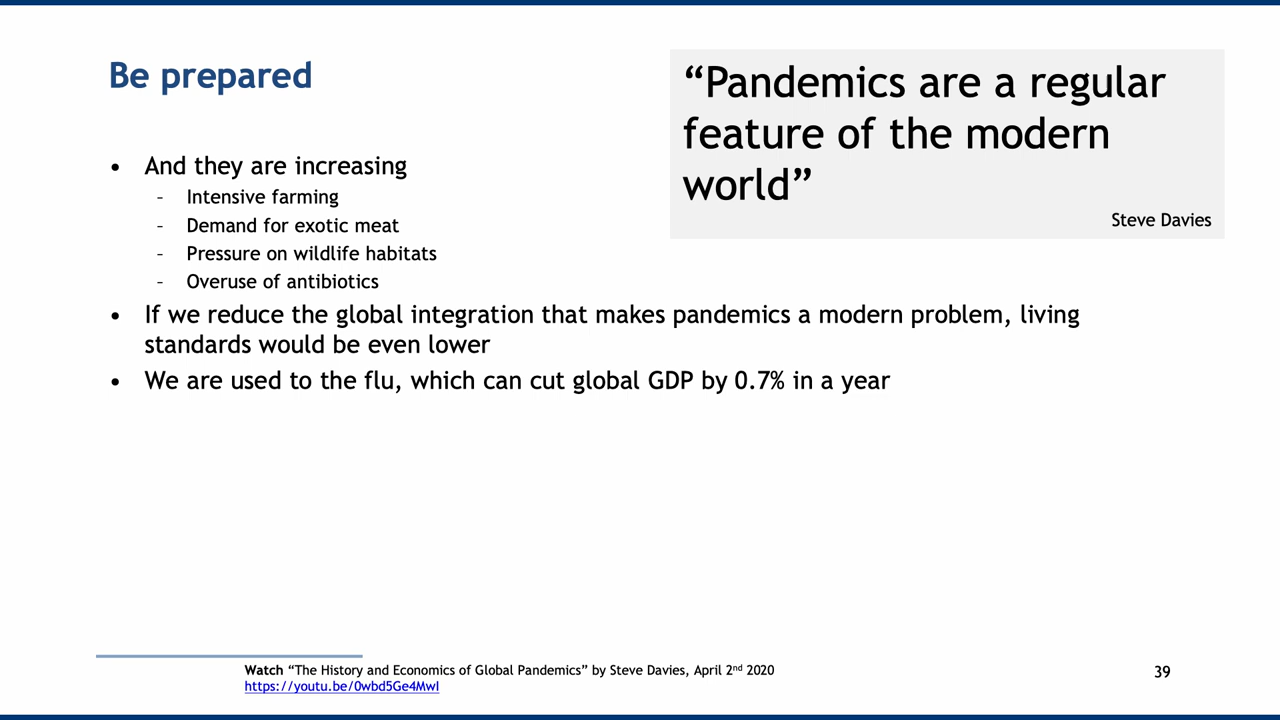 Be prepared
“Pandemics are a regular
feature of the modern
world”
Steve Davies
• And they are increasing
– Intensive farming
– Demand for exotic meat
– Pressure on wildlife habitats
– Overuse of antibiotics
• If we reduce the global integration that makes pandemics a modern problem, living
standards would be even lower
• We are used to the flu, which can cut global GDP by 0.7% in a year
Watch “The History and Economics of Global Pandemics” by Steve Davies, April 2nd 2020
https://youtu.be/0wbd5Ge4MwI
39